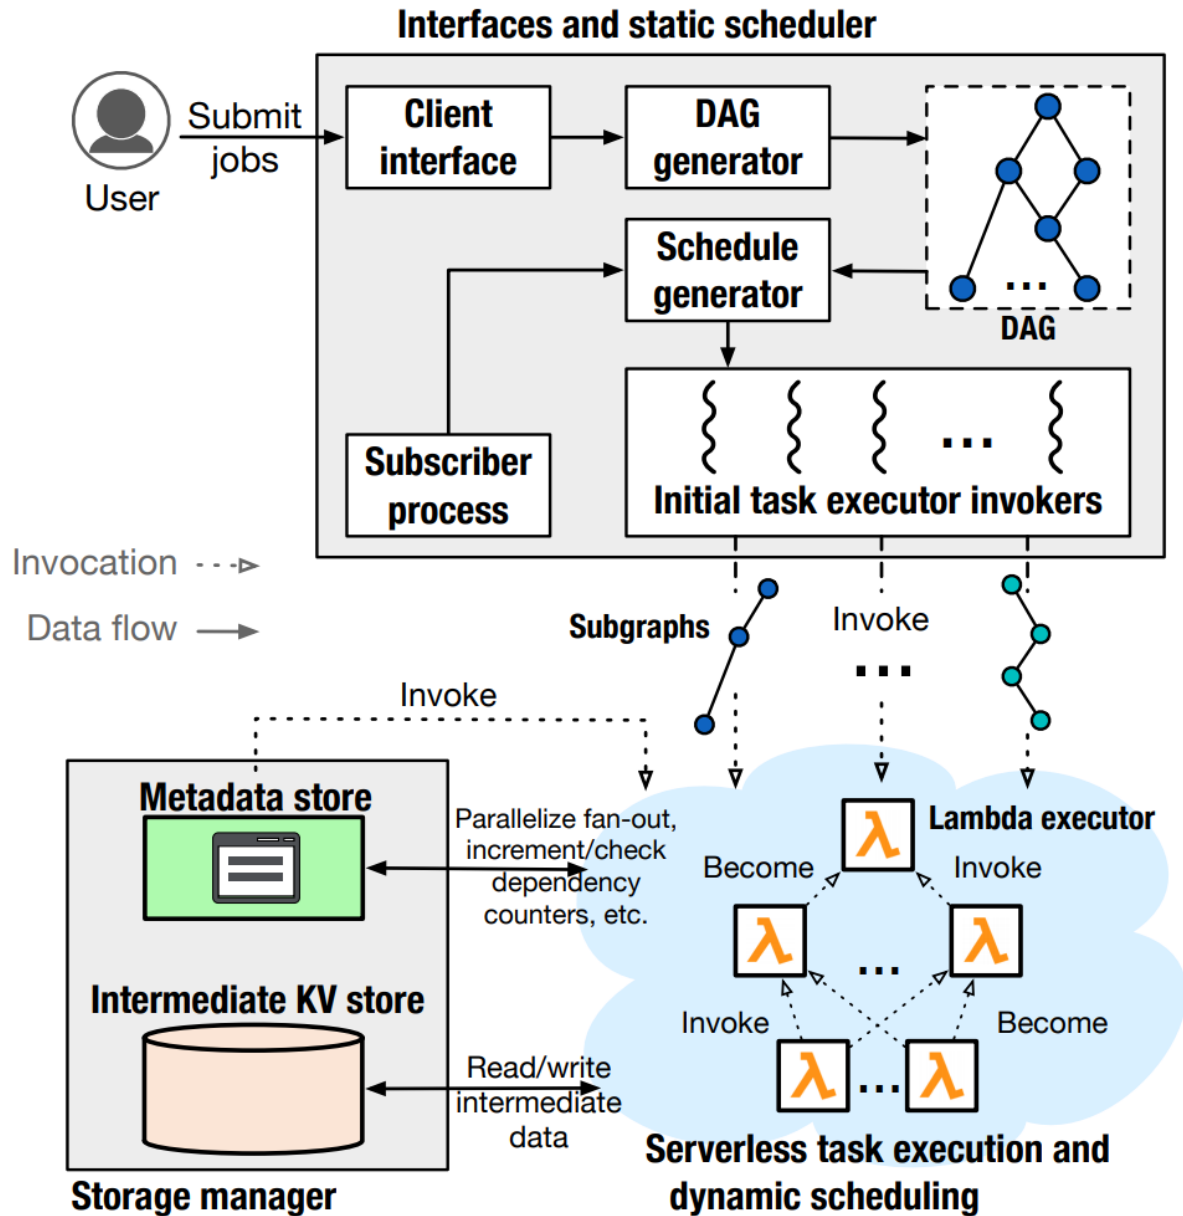 Interfaces and static scheduler
Submit
jobs
User
Client
interface
DAG
generator
DAG
Schedule
generator
Subscriber
process
...
...
Initial task executor invokers
Invocation
Data flow
Subgraphs
Invoke
...
Invoke
Metadata store
Parallelize fan-out,
increment/check
dependency
counters, etc.
Lambda executor
λ
Become
Invoke
λ
...
λ
Invoke
Become
λ
...
λ
Intermediate KV store
Read/write
intermediate
data
Storage manager
Serverless task execution and
dynamic scheduling